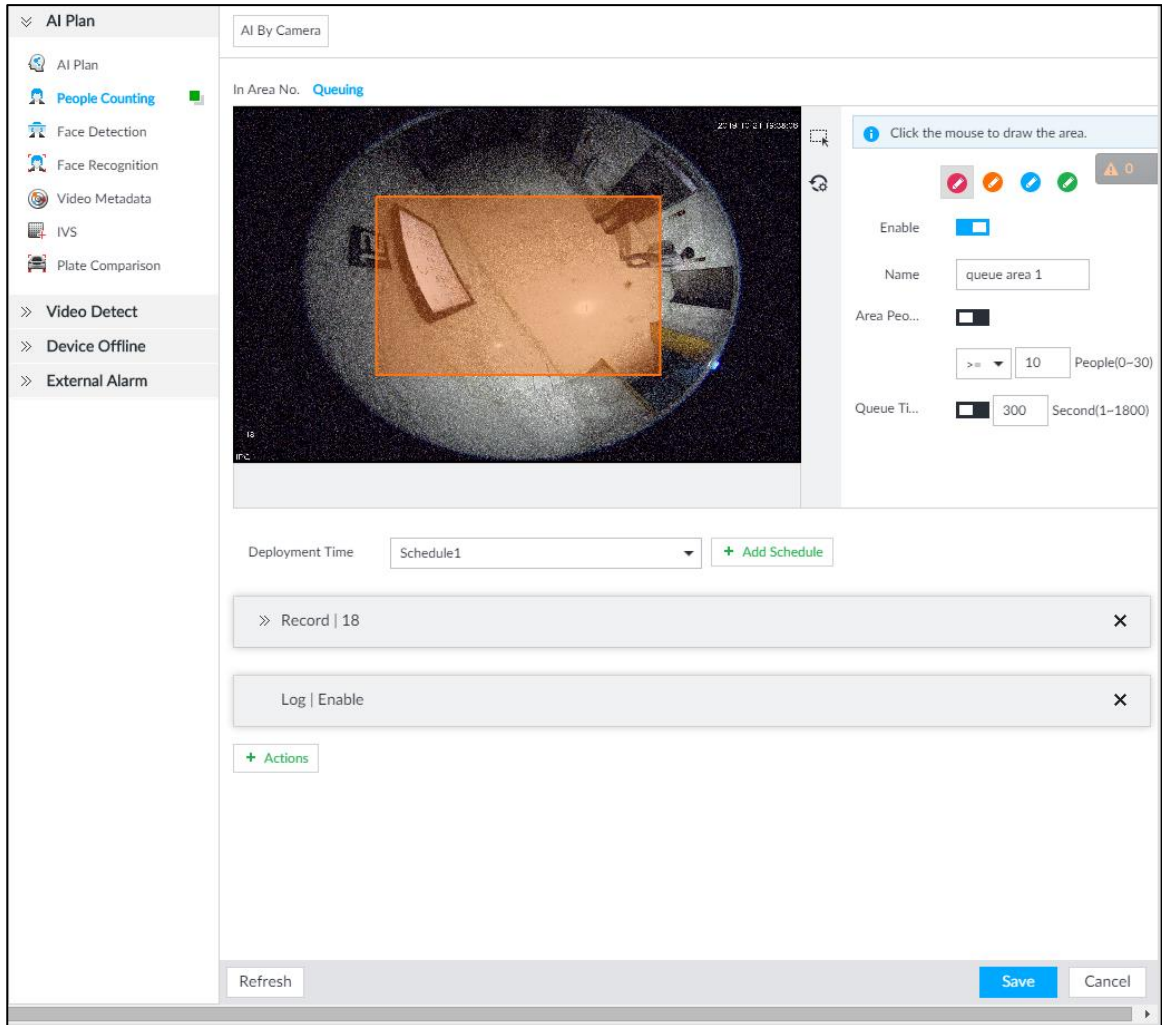 AI Plan
AI Plan
People Counting
Face Detection
Face Recognition
Video Metadata
IVS
Plate Comparison
Video Detect
Device Offline
External Alarm
AI By Camera
In Area No. Queuing
18
IPC
Click the mouse to draw the area.
0
Enable
Name queue area 1
Area Peo...
>= 10 People(0~30)
Queue Ti... 300 Second(1~1800)
Deployment Time Schedule1 + Add Schedule
Record | 18
Log | Enable
+ Actions
Refresh Save Cancel